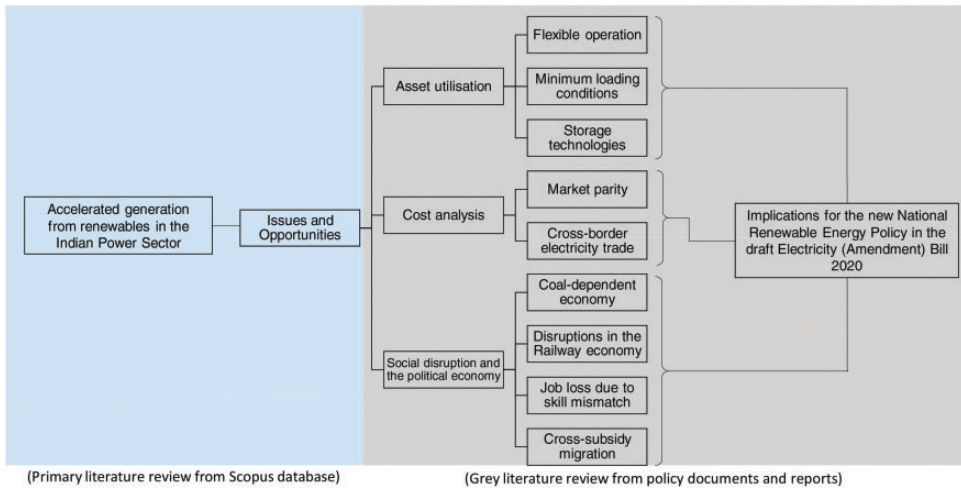 Accelerated generation
from renewables in the
Indian Power Sector
Issues and
Opportunities
Asset utilisation
Flexible operation
Minimum loading
conditions
Storage
technologies
Cost analysis
Market parity
Cross-border
electricity trade
Social disruption and
the political economy
Coal-dependent
economy
Disruptions in the
Railway economy
Job loss due to
skill mismatch
Cross-subsidy
migration
Implications for the new National
Renewable Energy Policy in the
draft Electricity (Amendment) Bill
2020
(Primary literature review from Scopus database)
(Grey literature review from policy documents and reports)